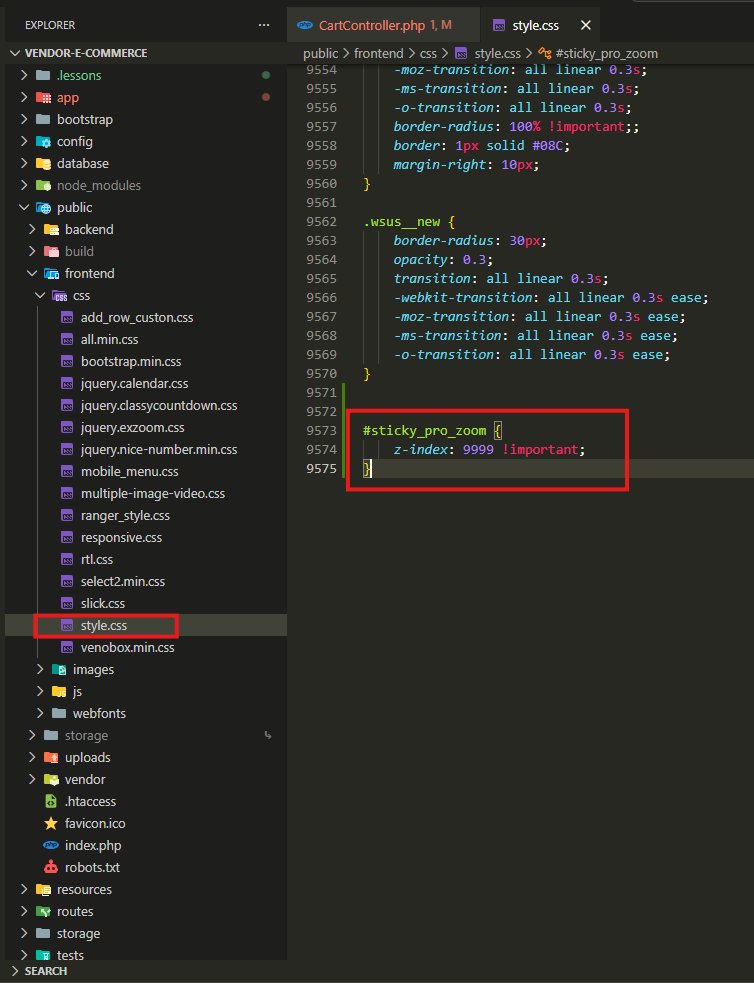 EXPLORER
...
VENDOR-E-COMMERCE
.lessons
app
bootstrap
config
database
node_modules
public
backend
build
frontend
css
add_row_custon.css
all.min.css
bootstrap.min.css
jquery.calendar.css
jquery.classycountdown.css
jquery.exzoom.css
jquery.nice-number.min.css
mobile_menu.css
multiple-image-video.css
ranger_style.css
responsive.css
rtl.css
select2.min.css
slick.css
style.css
venobox.min.css
images
js
webfonts
storage
uploads
vendor
.htaccess
favicon.ico
index.php
robots.txt
resources
routes
storage
tests
SEARCH
CartController.php 1, M
style.css
public > frontend > css > style.css > #sticky_pro_zoom
9554 -moz-transition: all linear 0.3s;
9555 -ms-transition: all linear 0.3s;
9556 -o-transition: all linear 0.3s;
9557 border-radius: 100% !important;;
9558 border: 1px solid #08C;
9559 margin-right: 10px;
9560 }
9561
9562 .wsus__new {
9563 border-radius: 30px;
9564 opacity: 0.3;
9565 transition: all linear 0.3s;
9566 -webkit-transition: all linear 0.3s ease;
9567 -moz-transition: all linear 0.3s ease;
9568 -ms-transition: all linear 0.3s ease;
9569 -o-transition: all linear 0.3s ease;
9570 }
9571
9572
9573 #sticky_pro_zoom {
9574 z-index: 9999 !important;
9575 }